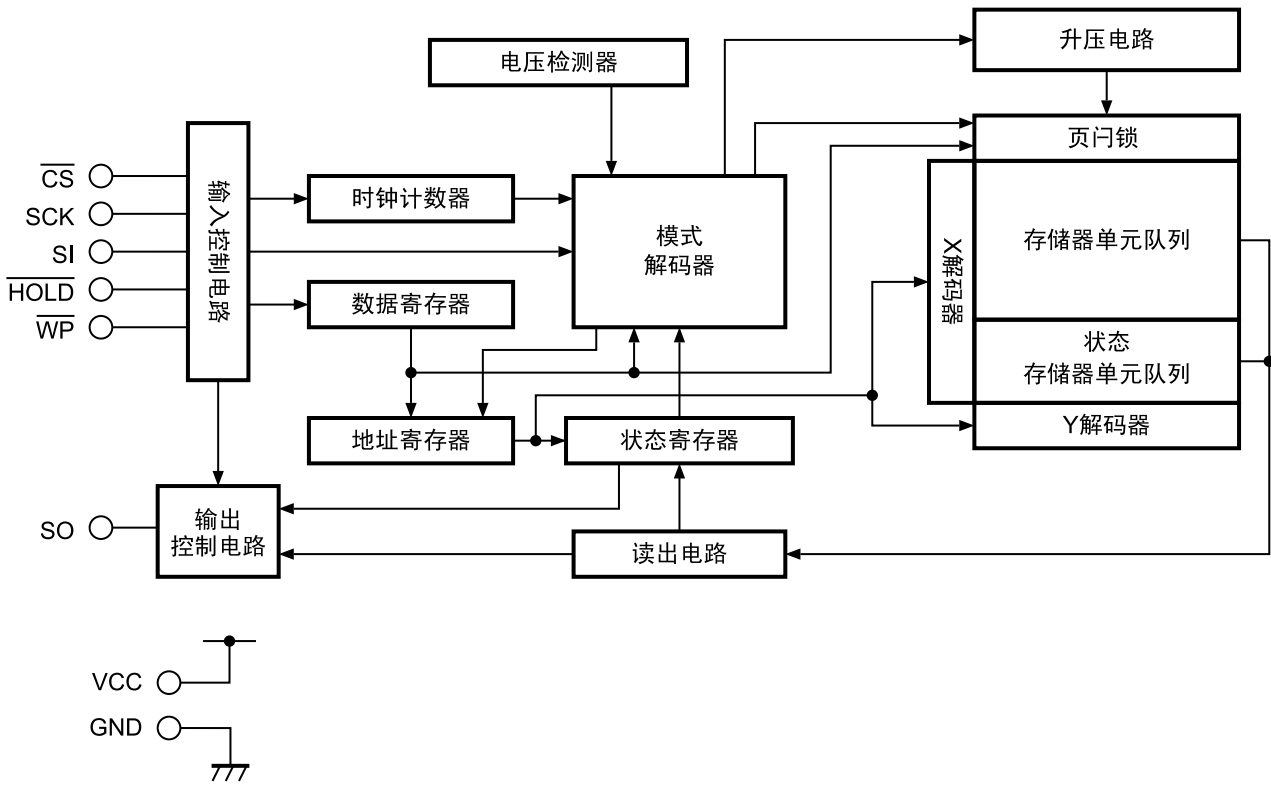 升压电路
电压检测器
页闩锁
输入控制电路
C̅S̅
SCK
SI
H̅O̅L̅D̅
W̅P̅
时钟计数器
模式
解码器
数据寄存器
X解码器
存储器单元队列
状态
存储器单元队列
Y解码器
地址寄存器
状态寄存器
SO
输出
控制电路
读出电路
VCC
GND